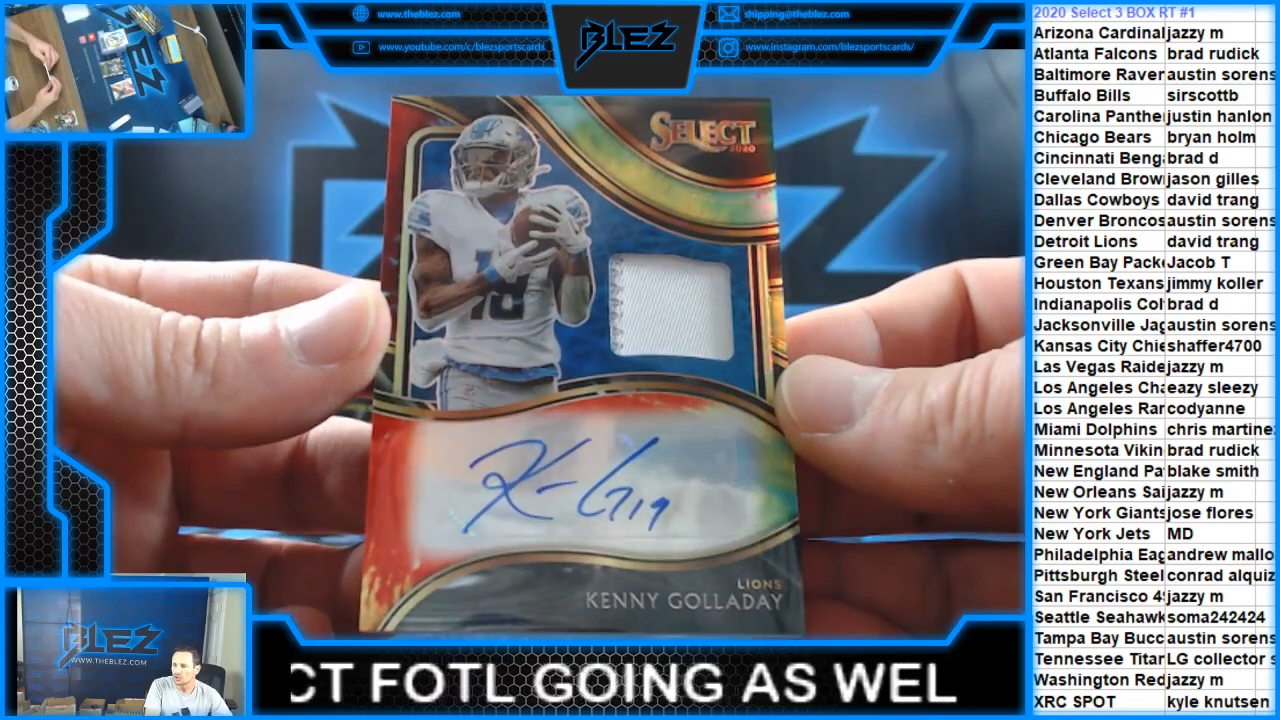 www.theblez.com
shipping@theblez.com
www.youtube.com/c/blezsportscards
www.instagram.com/blezsportscards/
BLEZ
SELECT
2020
18
LIONS
KENNY GOLLADAY
BLEZ
WWW.THEBLEZ.COM
CT FOTL GOING AS WEL
2020 Select 3 BOX RT #1
Arizona Cardinal jazzy m
Atlanta Falcons brad rudick
Baltimore Raver austin sorens
Buffalo Bills sirscottb
Carolina Panthe justin hanlon
Chicago Bears bryan holm
Cincinnati Beng brad d
Cleveland Brow jason gilles
Dallas Cowboys david trang
Denver Broncos austin sorens
Detroit Lions david trang
Green Bay Pack Jacob T
Houston Texans jimmy koller
Indianapolis Col brad d
Jacksonville Jag austin sorens
Kansas City Chie shaffer4700
Las Vegas Raide jazzy m
Los Angeles Cha eazy sleezy
Los Angeles Rar codyanne
Miami Dolphins chris martine
Minnesota Vikin brad rudick
New England Pa blake smith
New Orleans Sai jazzy m
New York Giants jose flores
New York Jets MD
Philadelphia Eag andrew mallo
Pittsburgh Steel conrad alquiz
San Francisco 4 jazzy m
Seattle Seahawk soma242424
Tampa Bay Bucc austin sorens
Tennessee Titar LG collector s
Washington Red jazzy m
XRC SPOT kyle knutsen